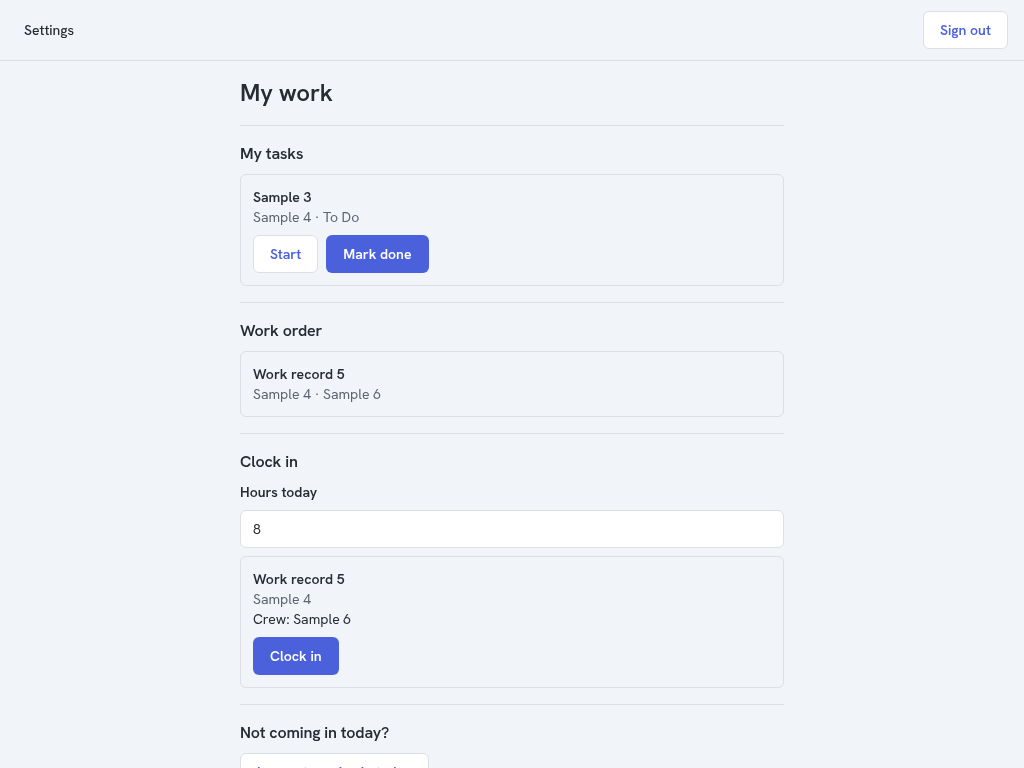 Settings
Sign out
My work
My tasks
Sample 3
Sample 4 · To Do
Start
Mark done
Work order
Work record 5
Sample 4 · Sample 6
Clock in
Hours today
8
Work record 5
Sample 4
Crew: Sample 6
Clock in
Not coming in today?